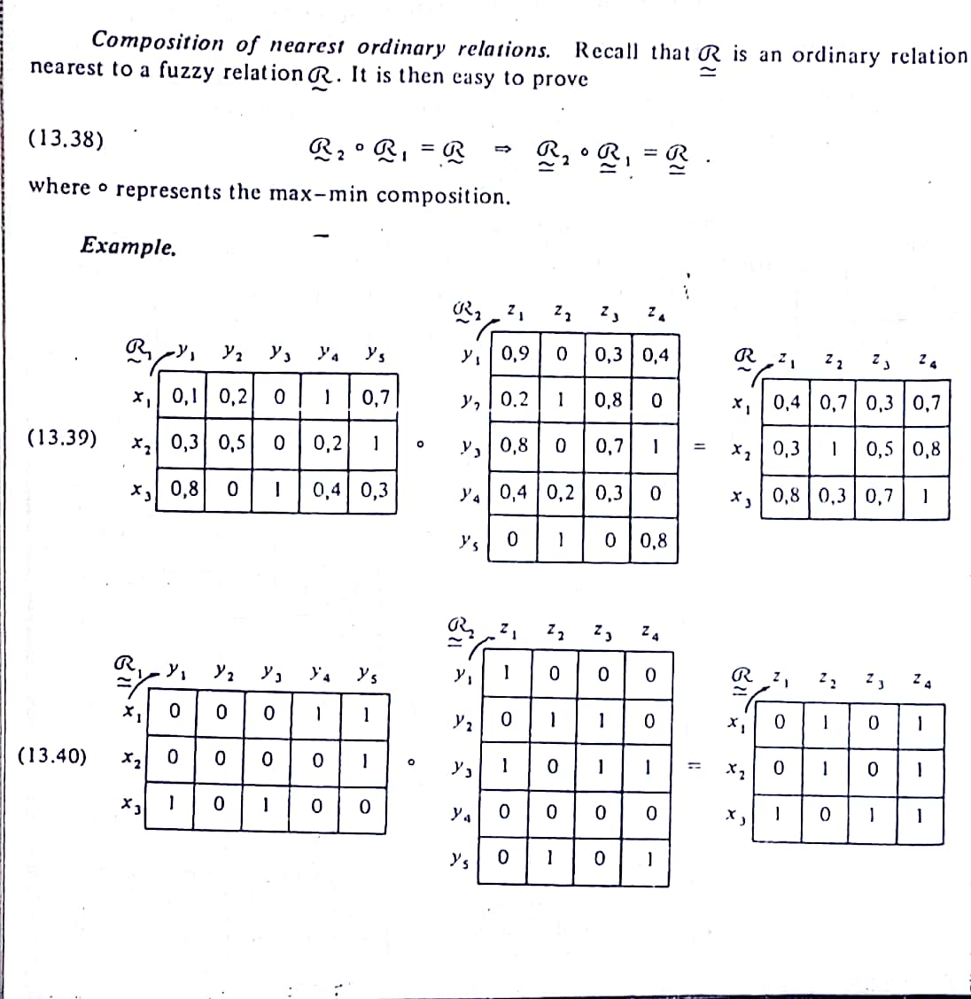 Composition of nearest ordinary relations. Recall that ℛ is an ordinary relation
≃
nearest to a fuzzy relation ℛ. It is then easy to prove
∼
(13.38) ℛ₂ ∘ ℛ₁ = ℛ ⇒ ℛ₂ ∘ ℛ₁ = ℛ .
∼ ∼ ∼ ≃ ≃ ≃
where ∘ represents the max–min composition.
Example.
(13.39)
ℛ₁ y₁ y₂ y₃ y₄ y₅
∼
x₁ 0,1 0,2 0 1 0,7
x₂ 0,3 0,5 0 0,2 1
x₃ 0,8 0 1 0,4 0,3
∘
ℛ₂ z₁ z₂ z₃ z₄
∼
y₁ 0,9 0 0,3 0,4
y₂ 0.2 1 0,8 0
y₃ 0,8 0 0,7 1
y₄ 0,4 0,2 0,3 0
y₅ 0 1 0 0,8
=
ℛ z₁ z₂ z₃ z₄
∼
x₁ 0,4 0,7 0,3 0,7
x₂ 0,3 1 0,5 0,8
x₃ 0,8 0,3 0,7 1
(13.40)
ℛ₁ y₁ y₂ y₃ y₄ y₅
≃
x₁ 0 0 0 1 1
x₂ 0 0 0 0 1
x₃ 1 0 1 0 0
∘
ℛ₂ z₁ z₂ z₃ z₄
≃
y₁ 1 0 0 0
y₂ 0 1 1 0
y₃ 1 0 1 1
y₄ 0 0 0 0
y₅ 0 1 0 1
=
ℛ z₁ z₂ z₃ z₄
≃
x₁ 0 1 0 1
x₂ 0 1 0 1
x₃ 1 0 1 1